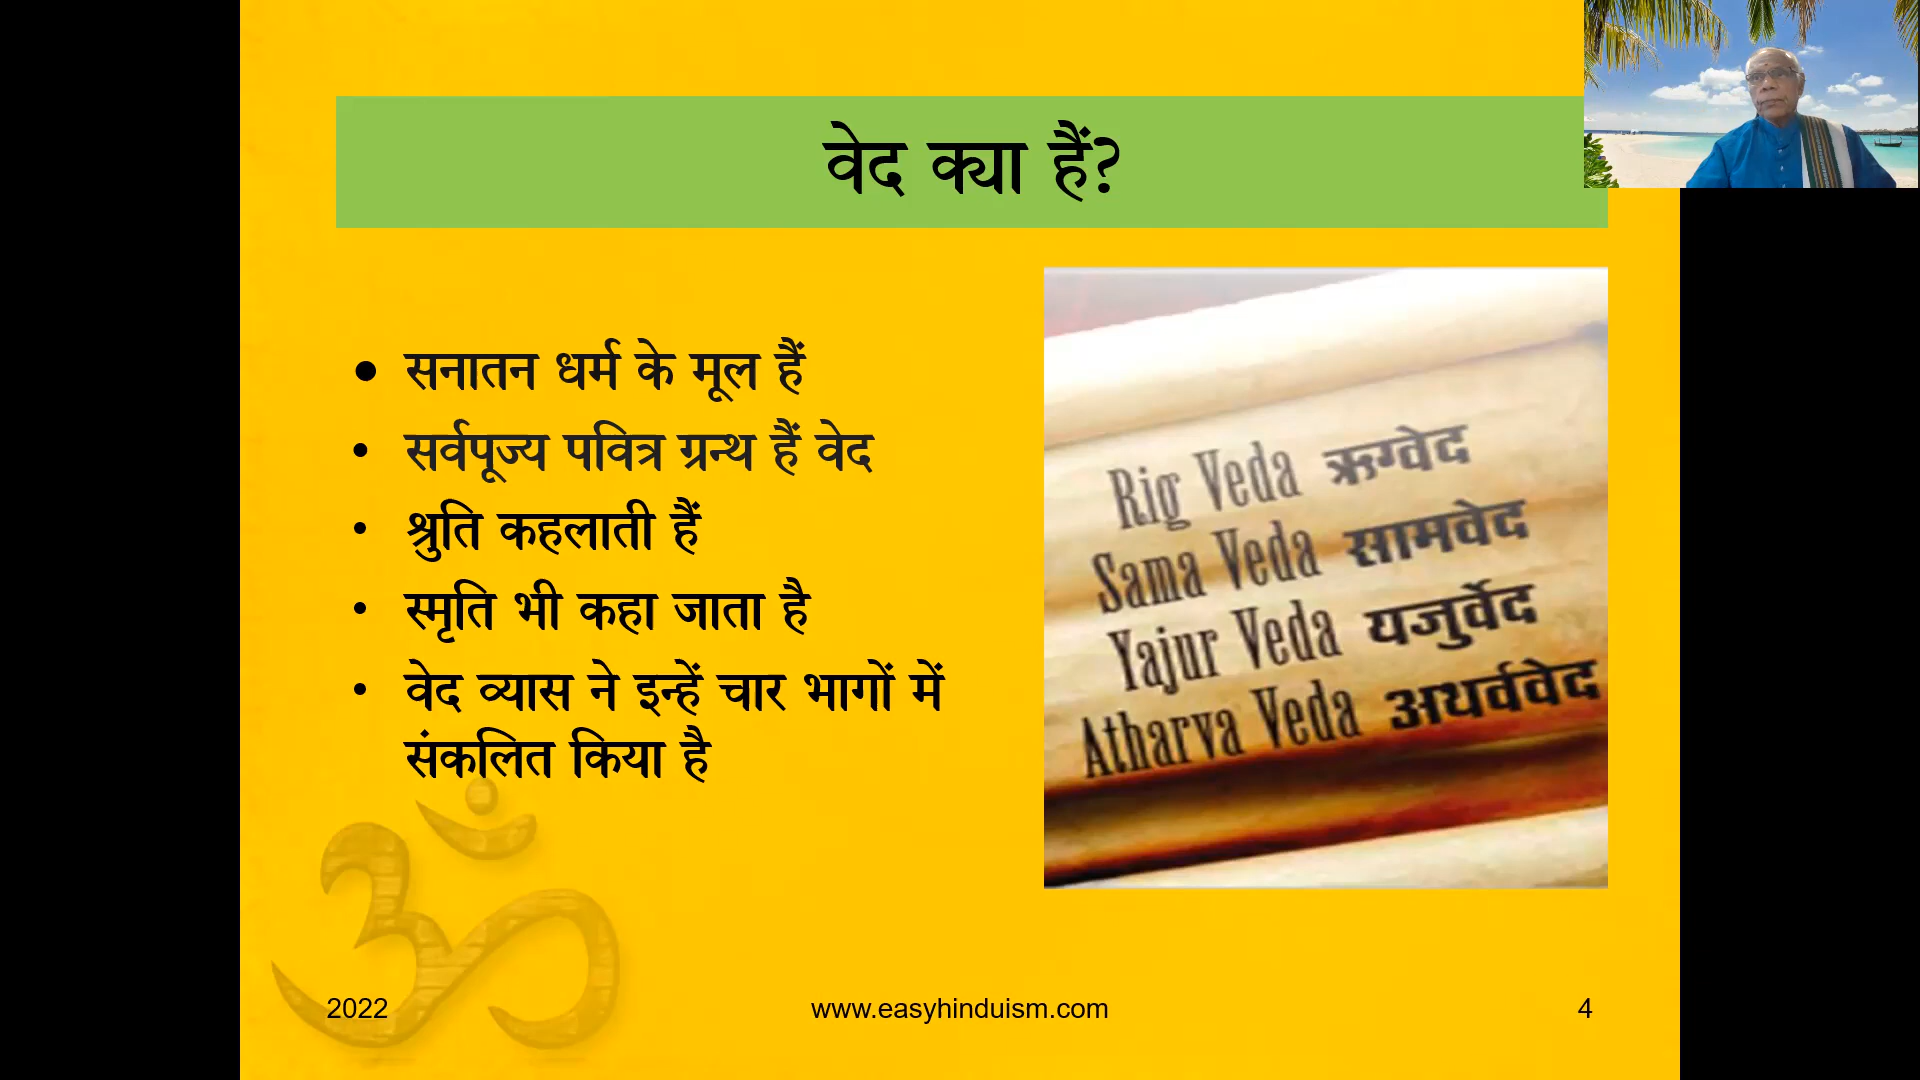 वेद क्या हैं?
• सनातन धर्म के मूल हैं
• सर्वपूज्य पवित्र ग्रन्थ हैं वेद
• श्रुति कहलाती हैं
• स्मृति भी कहा जाता है
• वेद व्यास ने इन्हें चार भागों में
संकलित किया है
Rig Veda ऋग्वेद
Sama Veda सामवेद
Yajur Veda यजुर्वेद
Atharva Veda अथर्ववेद
ॐ
2022
www.easyhinduism.com
4